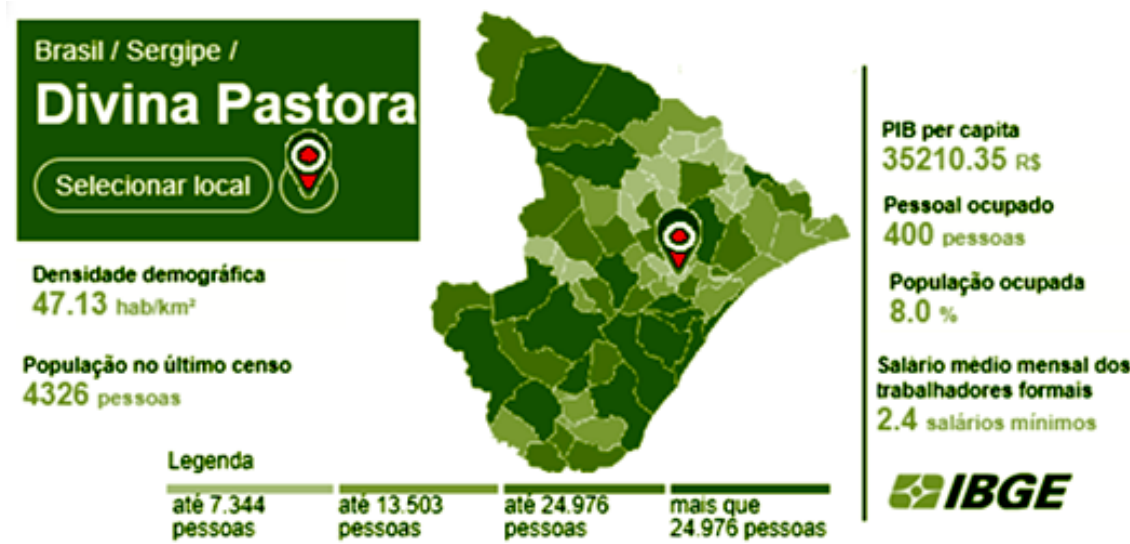 Brasil / Sergipe /
Divina Pastora
Selecionar local
Densidade demográfica
47.13 hab/km²
População no último censo
4326 pessoas
PIB per capita
35210.35 R$
Pessoal ocupado
400 pessoas
População ocupada
8.0 %
Salário médio mensal dos
trabalhadores formais
2.4 salários mínimos
Legenda
até 7.344
pessoas
até 13.503
pessoas
até 24.976
pessoas
mais que
24.976 pessoas
IBGE